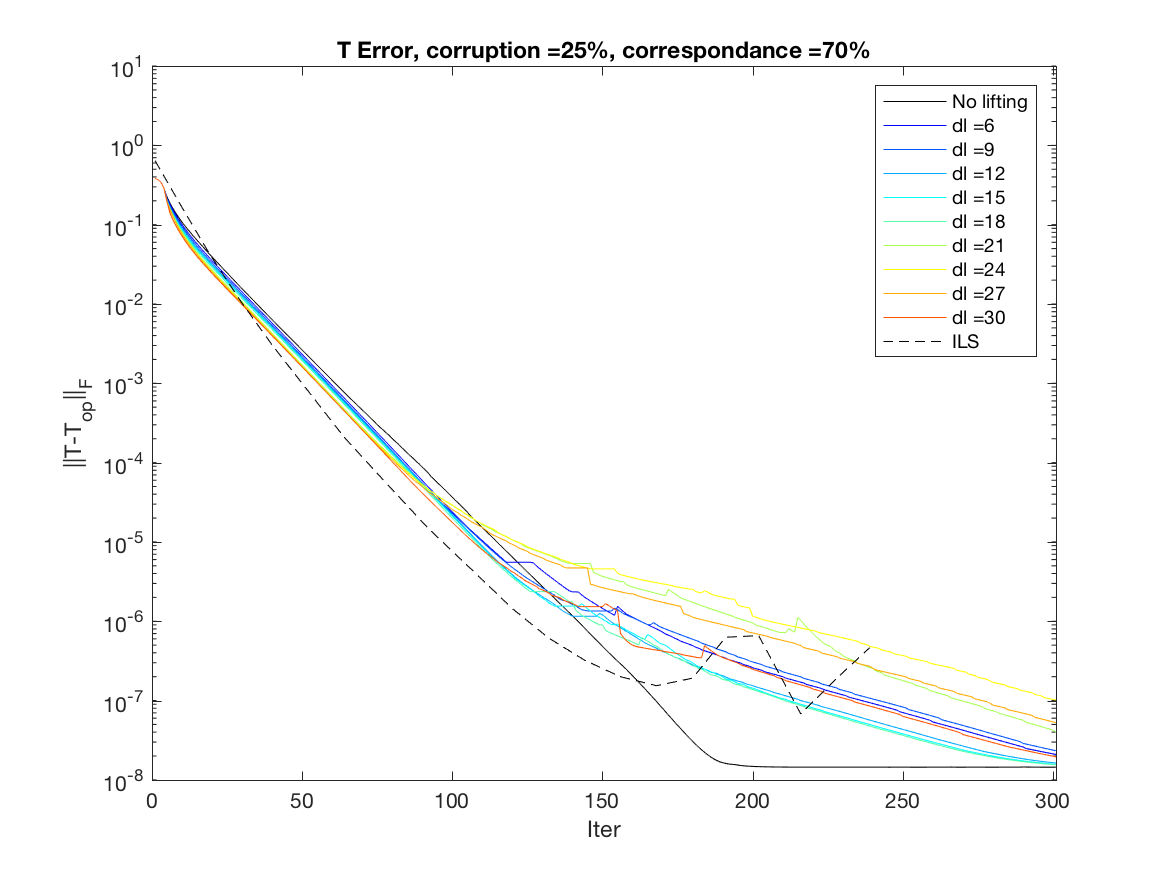 T Error, corruption =25%, correspondance =70%
10^1
10^0
10^-1
10^-2
10^-3
10^-4
10^-5
10^-6
10^-7
10^-8
||T-T_op||_F
0 50 100 150 200 250 300
Iter
No lifting
dl =6
dl =9
dl =12
dl =15
dl =18
dl =21
dl =24
dl =27
dl =30
ILS